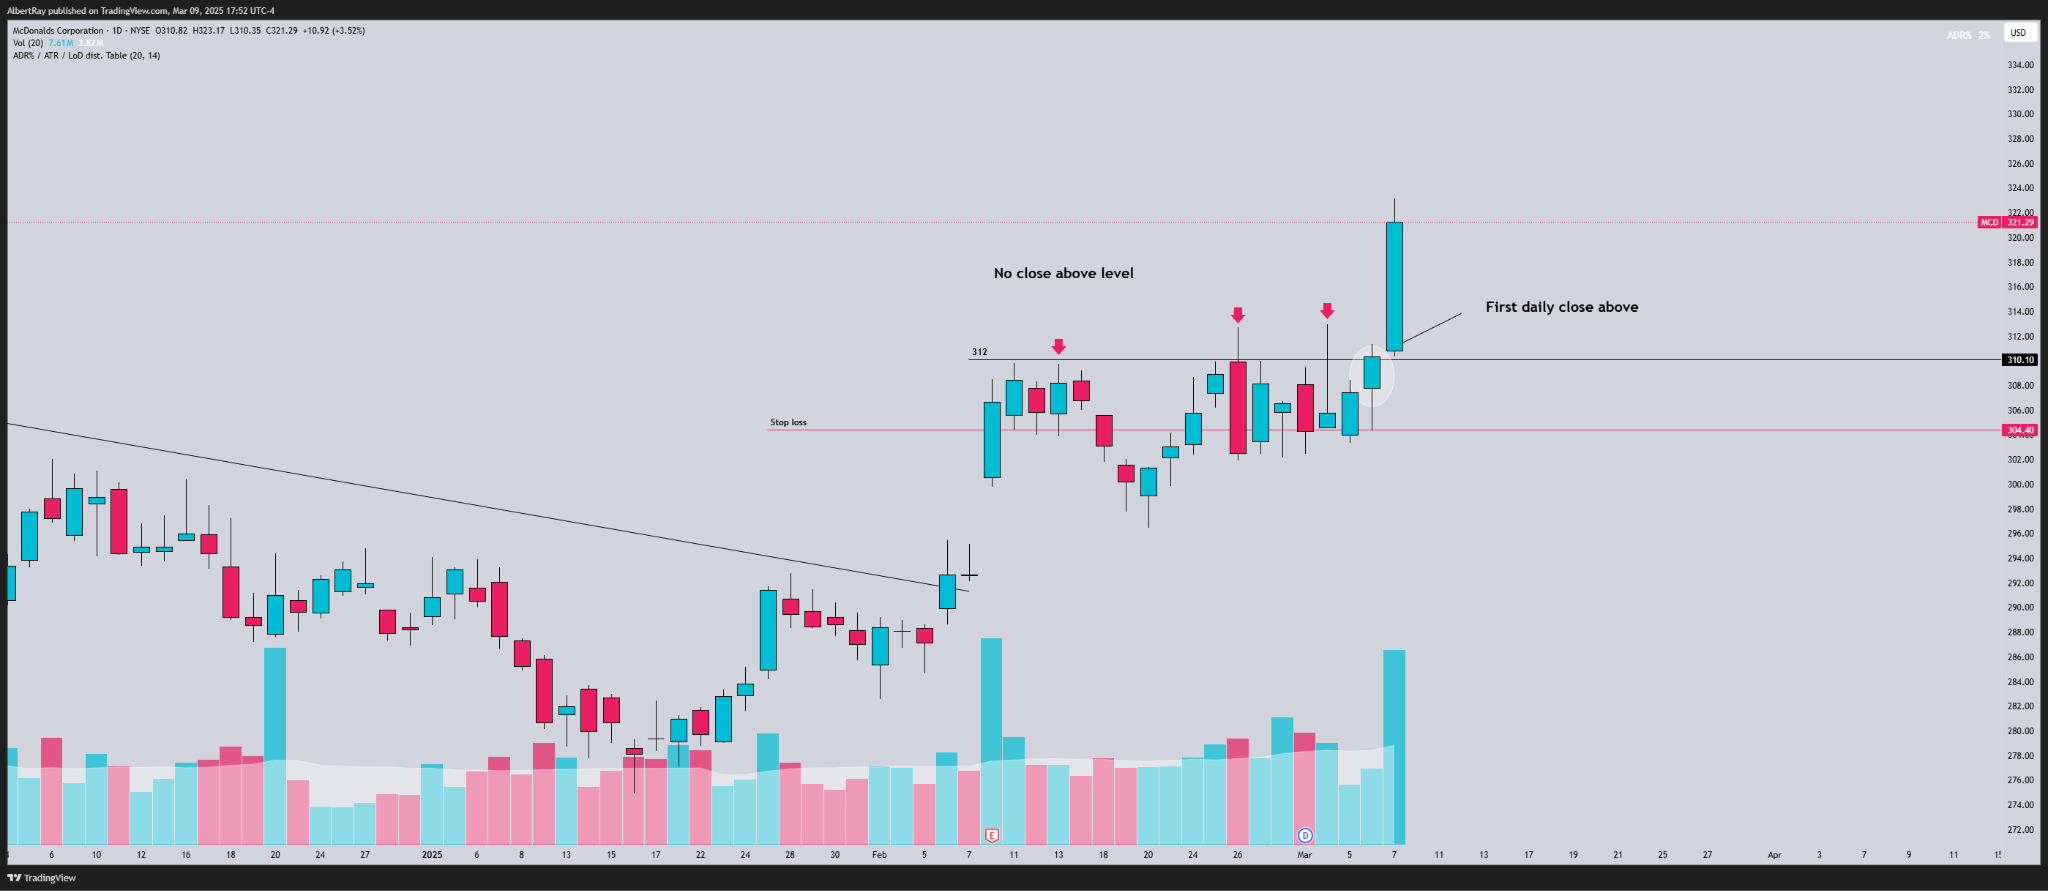 AlbertRay published on TradingView.com, Mar 09, 2025 17:52 UTC-4
McDonalds Corporation · 1D · NYSE O310.82 H323.17 L310.35 C321.29 +10.92 (+3.52%)
Vol (20) 7.61M 3.87M
ADR% / ATR / LoD dist. Table (20, 14)
ADR% 2%
USD
334.00
332.00
330.00
328.00
326.00
324.00
322.00
MCD 321.29
320.00
318.00
316.00
314.00
312.00
310.10
308.00
306.00
304.40
302.00
300.00
298.00
296.00
294.00
292.00
290.00
288.00
286.00
284.00
282.00
280.00
278.00
276.00
274.00
272.00
No close above level
First daily close above
312
Stop loss
E
D
6 10 12 16 18 20 24 27 2025 6 8 13 15 17 22 24 28 30 Feb 5 7 11 13 18 20 24 26 Mar 5 7 11 13 17 19 21 25 27 Apr 3 7 9 11
TradingView